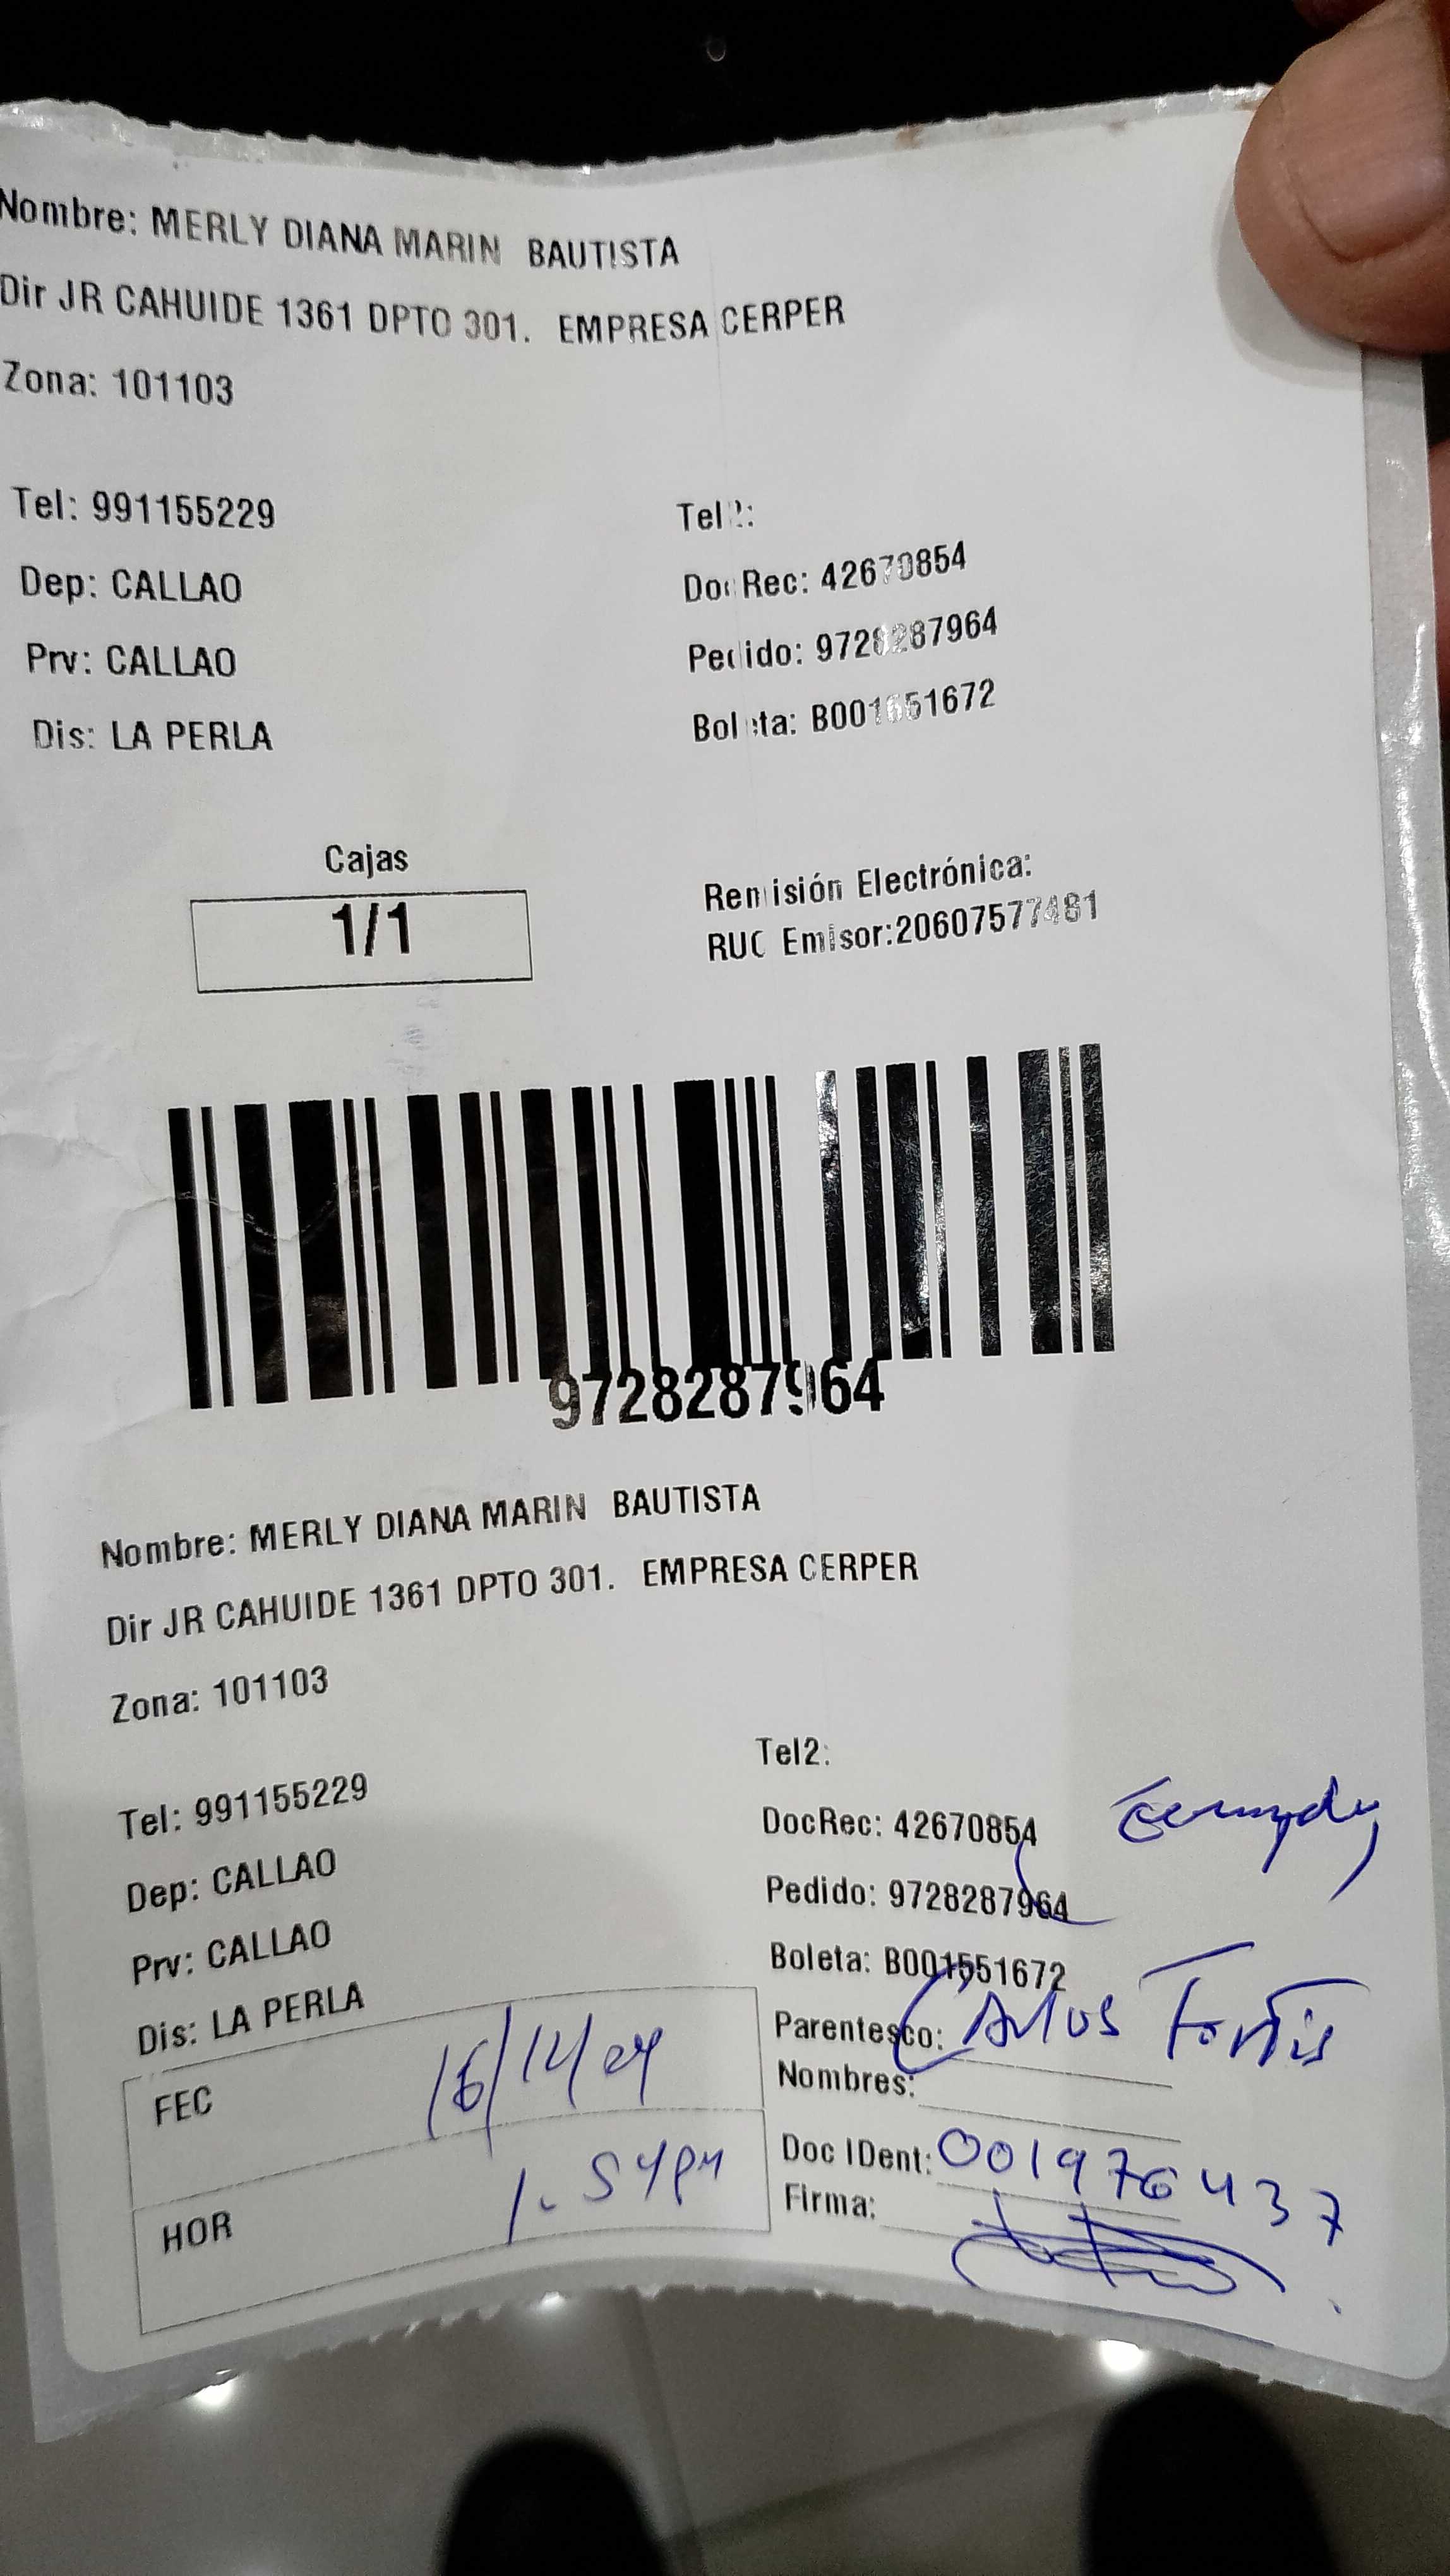 Nombre: MERLY DIANA MARIN BAUTISTA
Dir JR CAHUIDE 1361 DPTO 301. EMPRESA CERPER
Zona: 101103
Tel: 991155229
Tel2:
Dep: CALLAO
DocRec: 42670854
Prv: CALLAO
Pedido: 9728287964
Dis: LA PERLA
Boleta: B001551672
Cajas
1/1
Remisión Electrónica:
RUC Emisor:20607577481
9728287964
Nombre: MERLY DIANA MARIN BAUTISTA
Dir JR CAHUIDE 1361 DPTO 301. EMPRESA CERPER
Zona: 101103
Tel: 991155229
Tel2:
Dep: CALLAO
DocRec: 42670854
Prv: CALLAO
Pedido: 9728287964
Dis: LA PERLA
Boleta: B001551672
Parentesco: CARLOS
Nombres:
FEC
Doc IDent: 001976437
HOR 1.54PM
Firma: